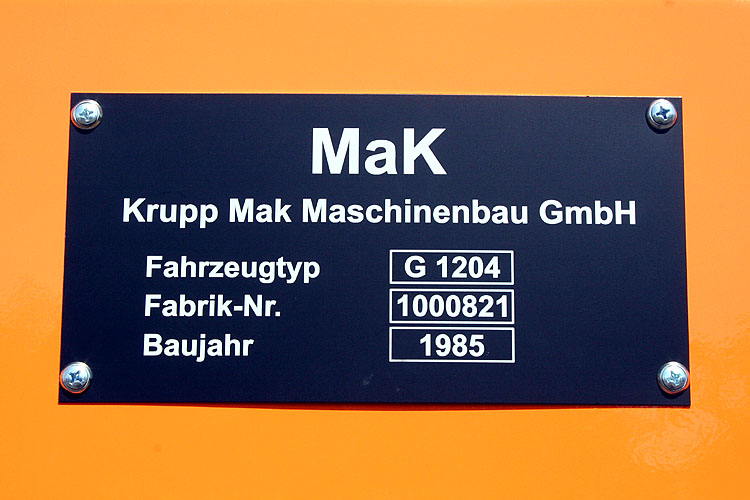 MaK
Krupp Mak Maschinenbau GmbH
Fahrzeugtyp G 1204
Fabrik-Nr. 1000821
Baujahr 1985